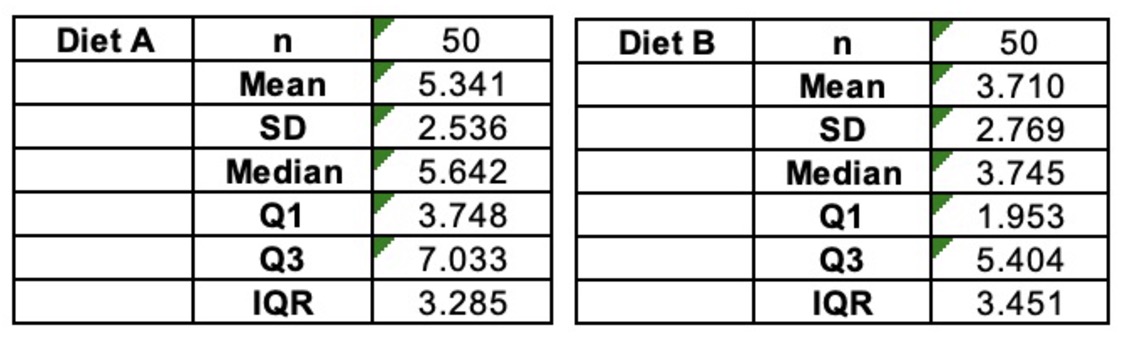 Diet A n 50
Mean 5.341
SD 2.536
Median 5.642
Q1 3.748
Q3 7.033
IQR 3.285
Diet B n 50
Mean 3.710
SD 2.769
Median 3.745
Q1 1.953
Q3 5.404
IQR 3.451